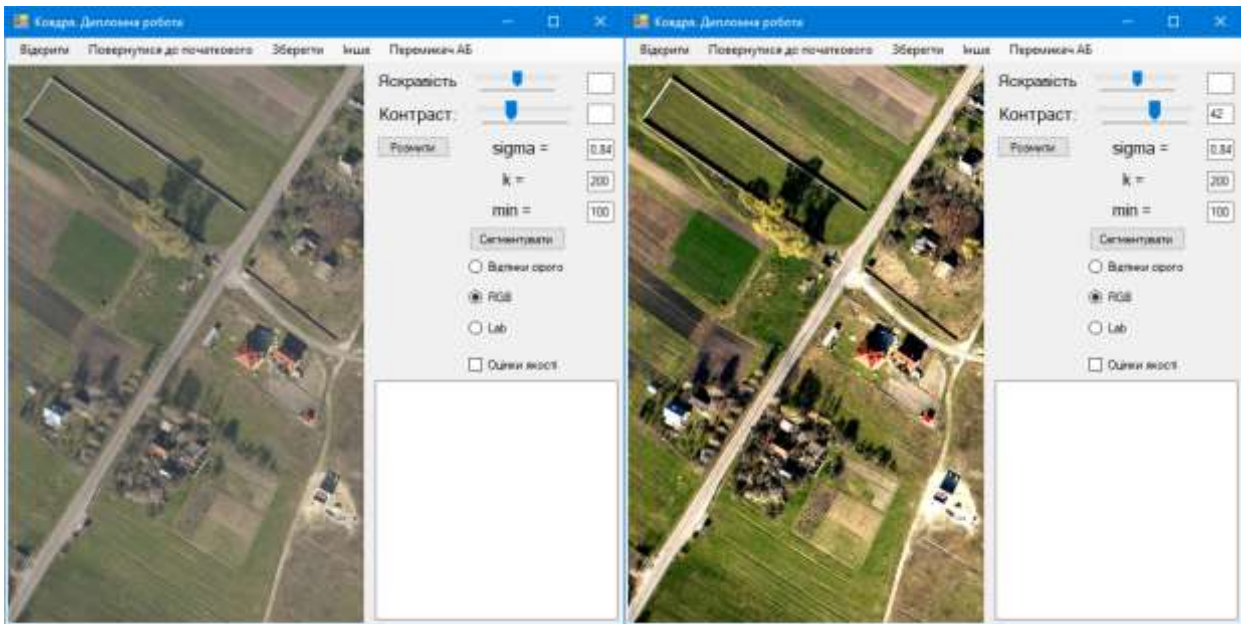 Ковдря. Дипломна робота
Відкрити Повернутися до початкового Зберегти Інше Перемикач АБ
Яскравість
Контраст:
Розмити sigma = 0.84
k = 200
min = 100
Сегментувати
Відтінки сірого
RGB
Lab
Оцінки якості
Ковдря. Дипломна робота
Відкрити Повернутися до початкового Зберегти Інше Перемикач АБ
Яскравість
Контраст: 42
Розмити sigma = 0.84
k = 200
min = 100
Сегментувати
Відтінки сірого
RGB
Lab
Оцінки якості